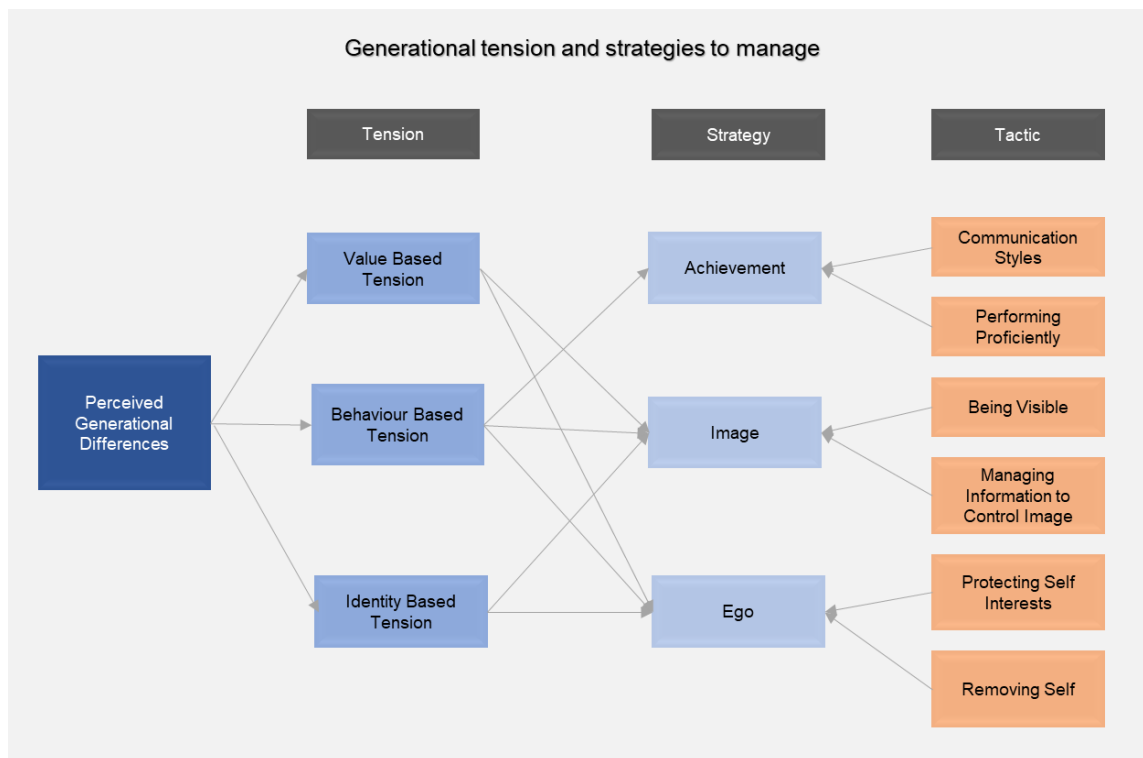 Generational tension and strategies to manage
Tension
Strategy
Tactic
Perceived
Generational
Differences
Value Based
Tension
Behaviour Based
Tension
Identity Based
Tension
Achievement
Image
Ego
Communication
Styles
Performing
Proficiently
Being Visible
Managing
Information to
Control Image
Protecting Self
Interests
Removing Self